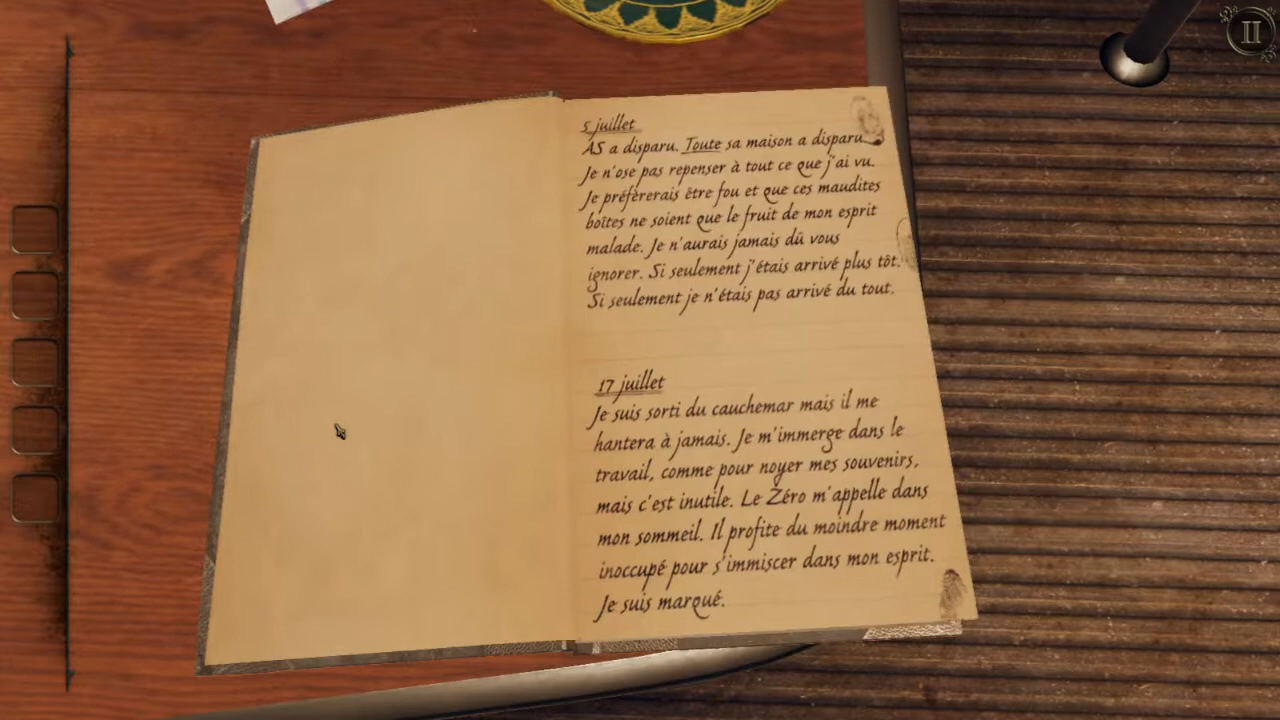 5 juillet
AS a disparu. Toute sa maison a disparu.
Je n'ose pas repenser à tout ce que j'ai vu.
Je préfèrerais être fou et que ces maudites
boîtes ne soient que le fruit de mon esprit
malade. Je n'aurais jamais dû vous
ignorer. Si seulement j'étais arrivé plus tôt.
Si seulement je n'étais pas arrivé du tout.
17 juillet
Je suis sorti du cauchemar mais il me
hantera à jamais. Je m'immerge dans le
travail, comme pour noyer mes souvenirs,
mais c'est inutile. Le Zéro m'appelle dans
mon sommeil. Il profite du moindre moment
inoccupé pour s'immiscer dans mon esprit.
Je suis marqué.